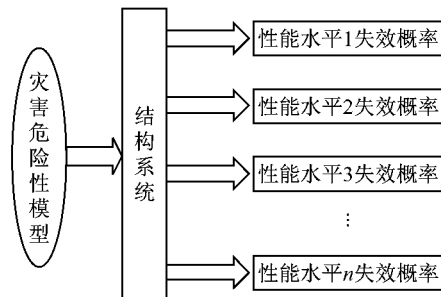 灾害危险性模型
结构系统
性能水平1失效概率
性能水平2失效概率
性能水平3失效概率
⋮
性能水平n失效概率